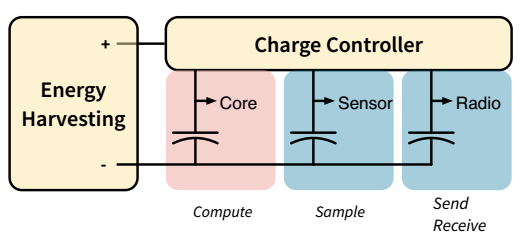 +
Charge Controller
Energy
Harvesting
Core
Sensor
Radio
-
Compute
Sample
Send
Receive